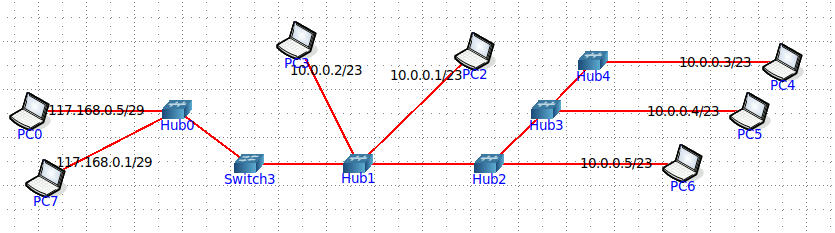 PC3
10.0.0.2/23
10.0.0.1/23
PC2
Hub4
10.0.0.3/23
PC4
117.168.0.5/29
PC0
Hub0
Hub3
10.0.0.4/23
PC5
117.168.0.1/29
PC7
Switch3
Hub1
Hub2
10.0.0.5/23
PC6